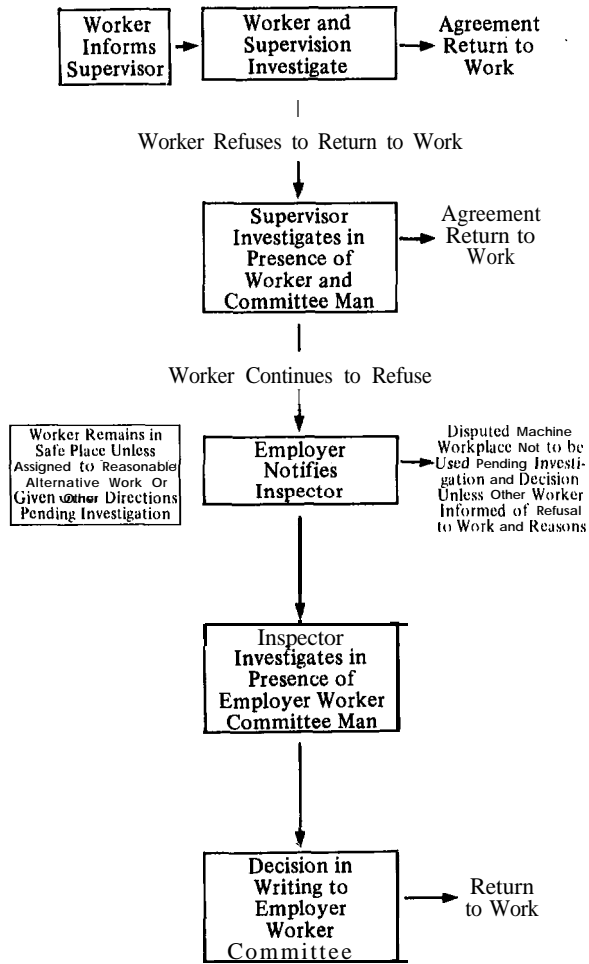 Worker
Informs
Supervisor
Worker and
Supervision
Investigate
Agreement
Return to
Work
Worker Refuses to Return to Work
Supervisor
Investigates in
Presence of
Worker and
Committee Man
Agreement
Return to
Work
Worker Continues to Refuse
Worker Remains in
Safe Place Unless
Assigned to Reasonable
Alternative Work Or
Given Other Directions
Pending Investigation
Employer
Notifies
Inspector
Disputed Machine
Workplace Not to be
Used Pending Investi-
gation and Decision
Unless Other Worker
Informed of Refusal
to Work and Reasons
Inspector
Investigates in
Presence of
Employer Worker
Committee Man
Decision in
Writing to
Employer
Worker
Committee
Return
to Work